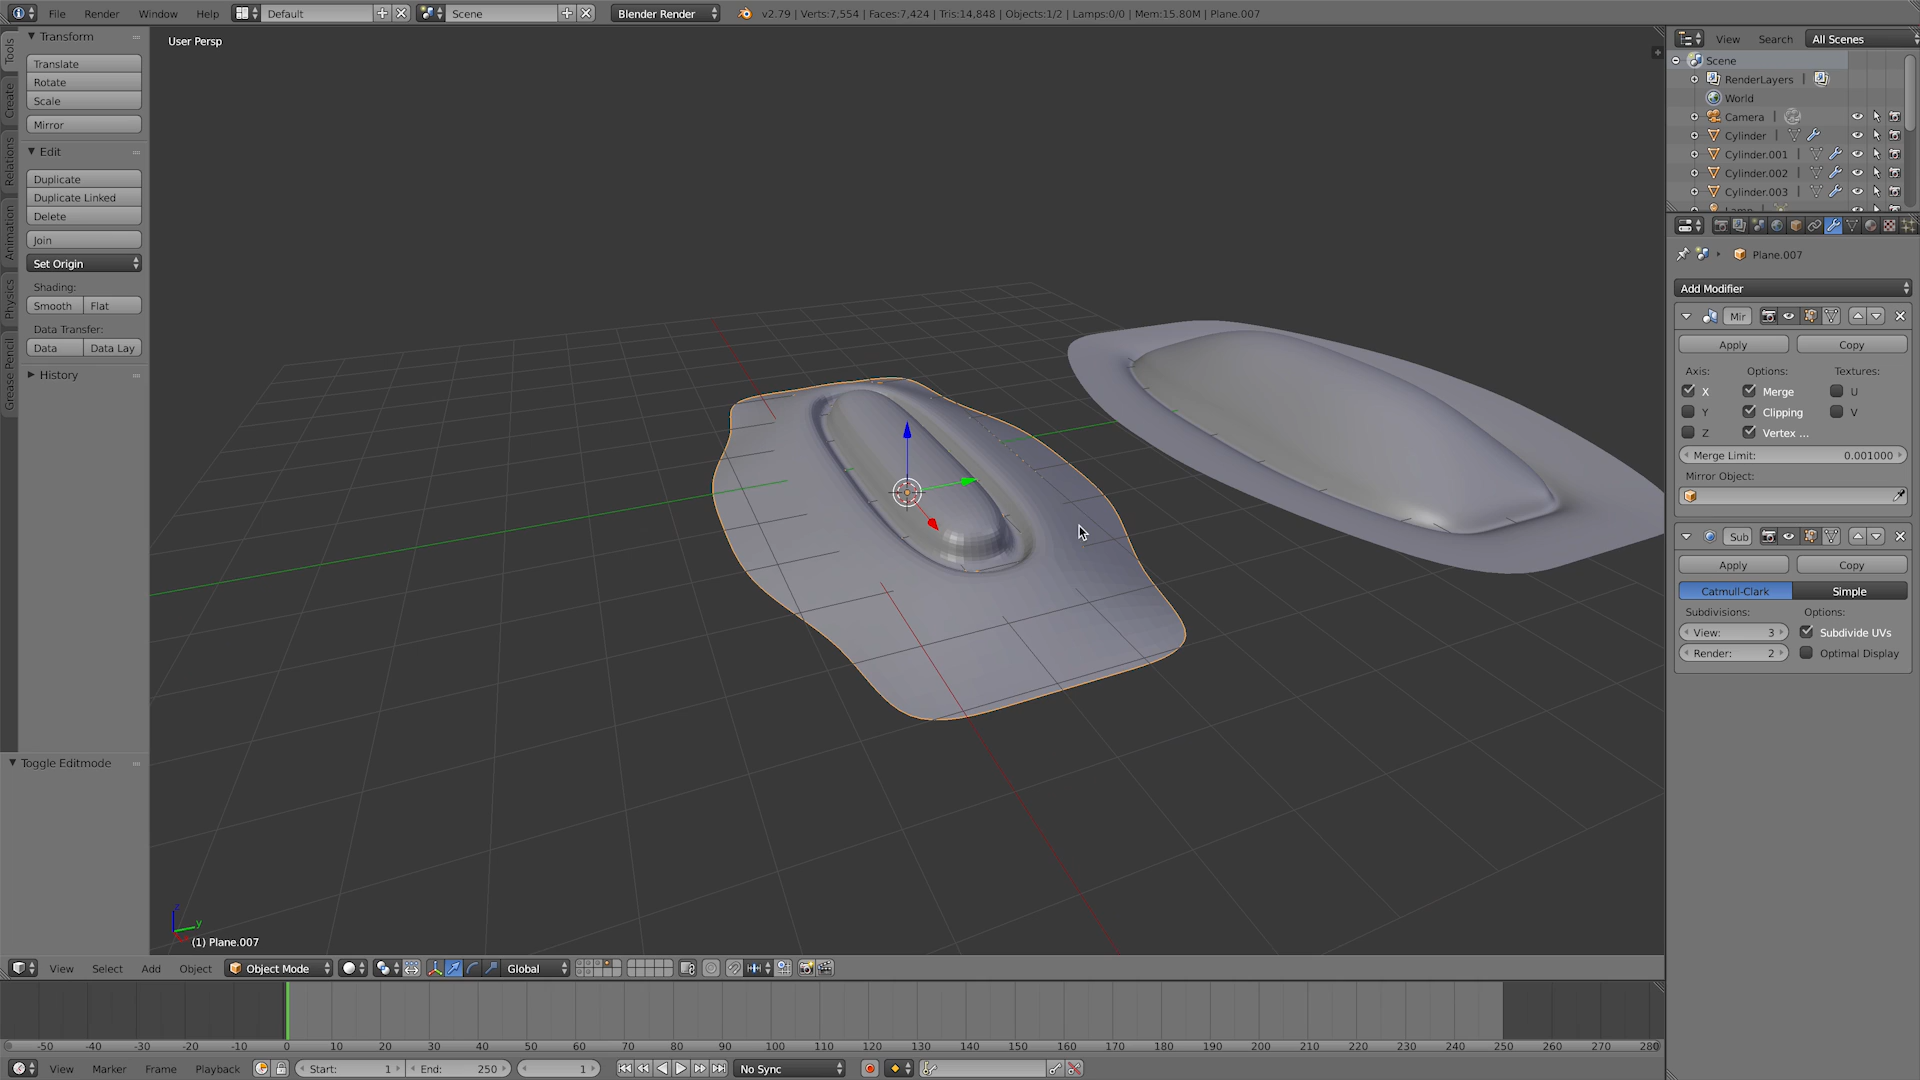 File Render Window Help Default Scene Blender Render v2.79 | Verts:7,554 | Faces:7,424 | Tris:14,848 | Objects:1/2 | Lamps:0/0 | Mem:15.80M | Plane.007
User Persp
Tools
Create
Relations
Animation
Physics
Grease Pencil
Transform
Translate
Rotate
Scale
Mirror
Edit
Duplicate
Duplicate Linked
Delete
Join
Set Origin
Shading:
Smooth Flat
Data Transfer:
Data Data Lay
History
Toggle Editmode
View Search All Scenes
Scene
RenderLayers |
World
Camera |
Cylinder |
Cylinder.001 |
Cylinder.002 |
Cylinder.003 |
Plane.007
Add Modifier
Mir
Apply Copy
Axis: Options: Textures:
X Merge U
Y Clipping V
Z Vertex ...
Merge Limit: 0.001000
Mirror Object:
Sub
Apply Copy
Catmull-Clark Simple
Subdivisions: Options:
View: 3 Subdivide UVs
Render: 2 Optimal Display
z
y
(1) Plane.007
View Select Add Object Object Mode Global
-50 -40 -30 -20 -10 0 10 20 30 40 50 60 70 80 90 100 110 120 130 140 150 160 170 180 190 200 210 220 230 240 250 260 270 280
View Marker Frame Playback Start: 1 End: 250 1 No Sync